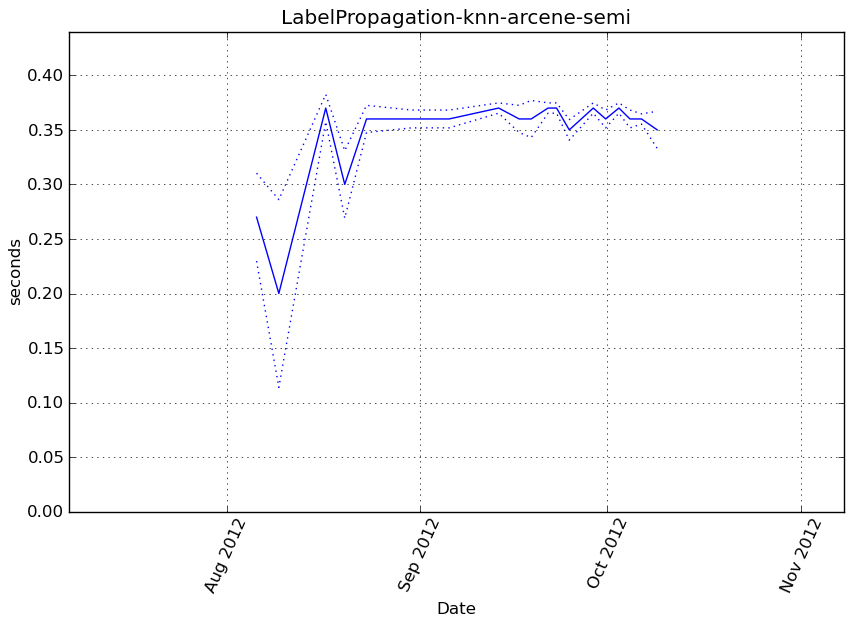 LabelPropagation-knn-arcene-semi
0.40
0.35
0.30
0.25
0.20
0.15
0.10
0.05
0.00
seconds
Aug 2012
Sep 2012
Oct 2012
Nov 2012
Date